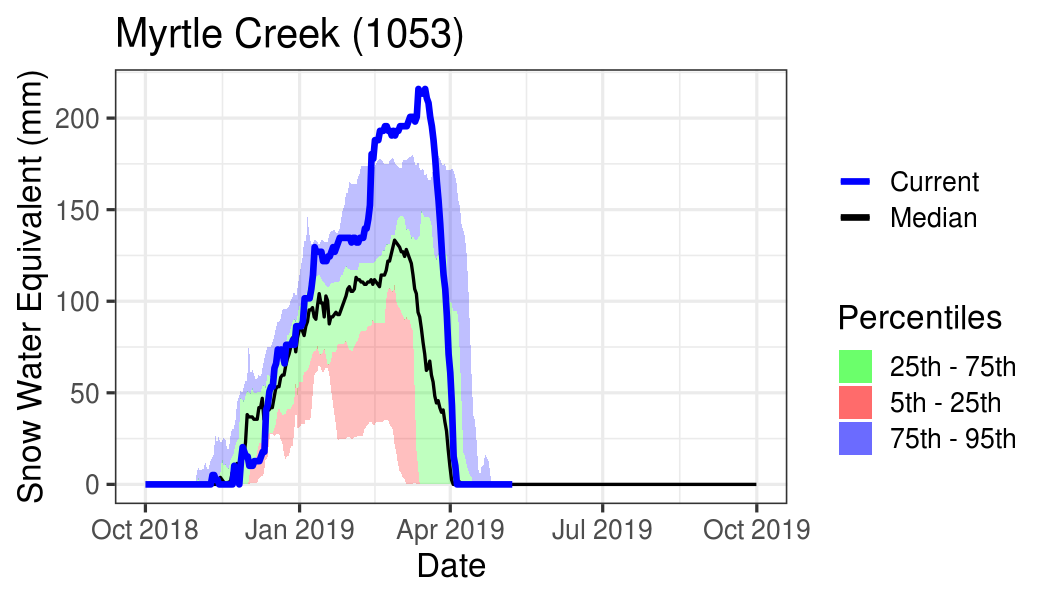 Myrtle Creek (1053)
Snow Water Equivalent (mm)
200
150
100
50
0
Oct 2018 Jan 2019 Apr 2019 Jul 2019 Oct 2019
Date
Current
Median
Percentiles
25th - 75th
5th - 25th
75th - 95th